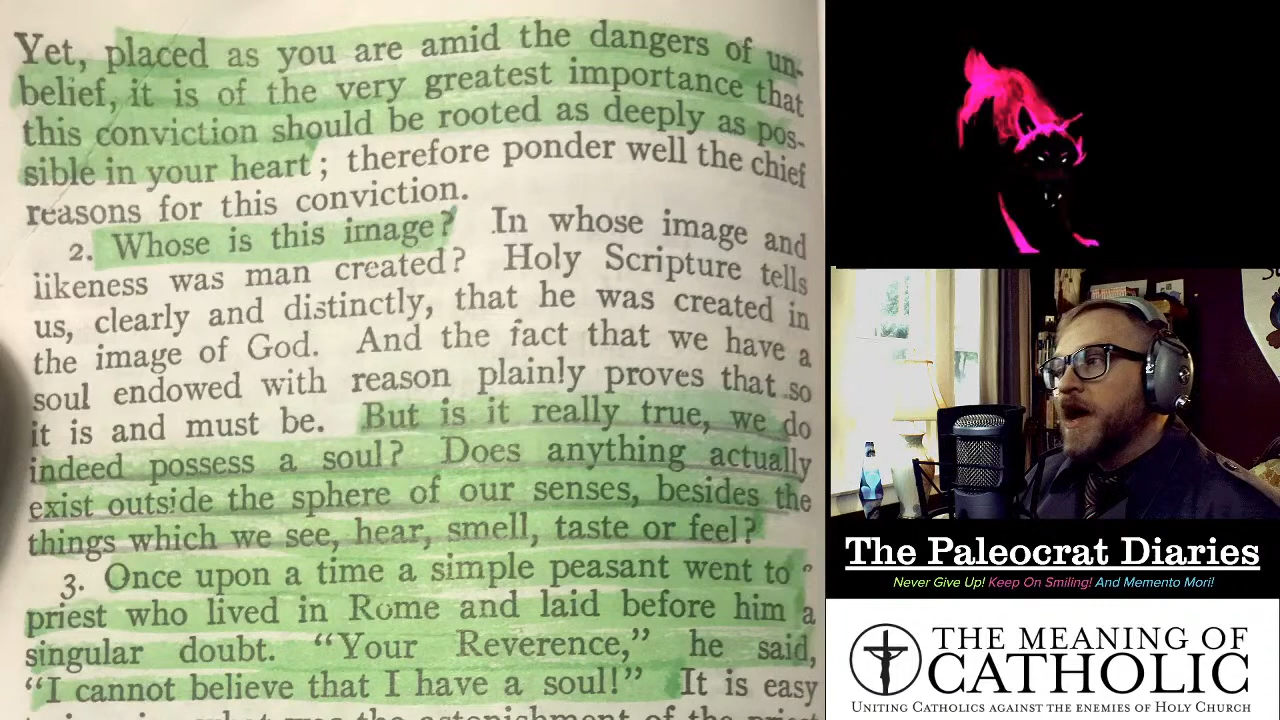 Yet, placed as you are amid the dangers of un-
belief, it is of the very greatest importance that
this conviction should be rooted as deeply as pos-
sible in your heart; therefore ponder well the chief
reasons for this conviction.
2. Whose is this image? In whose image and
likeness was man created? Holy Scripture tells
us, clearly and distinctly, that he was created in
the image of God. And the fact that we have a
soul endowed with reason plainly proves that so
it is and must be. But is it really true, we do
indeed possess a soul? Does anything actually
exist outside the sphere of our senses, besides the
things which we see, hear, smell, taste or feel?
3. Once upon a time a simple peasant went to
priest who lived in Rome and laid before him a
singular doubt. “Your Reverence,” he said,
“I cannot believe that I have a soul!” It is easy
what was the astonishment of the priest
The Paleocrat Diaries
Never Give Up! Keep On Smiling! And Memento Mori!
THE MEANING OF
CATHOLIC
UNITING CATHOLICS AGAINST THE ENEMIES OF HOLY CHURCH